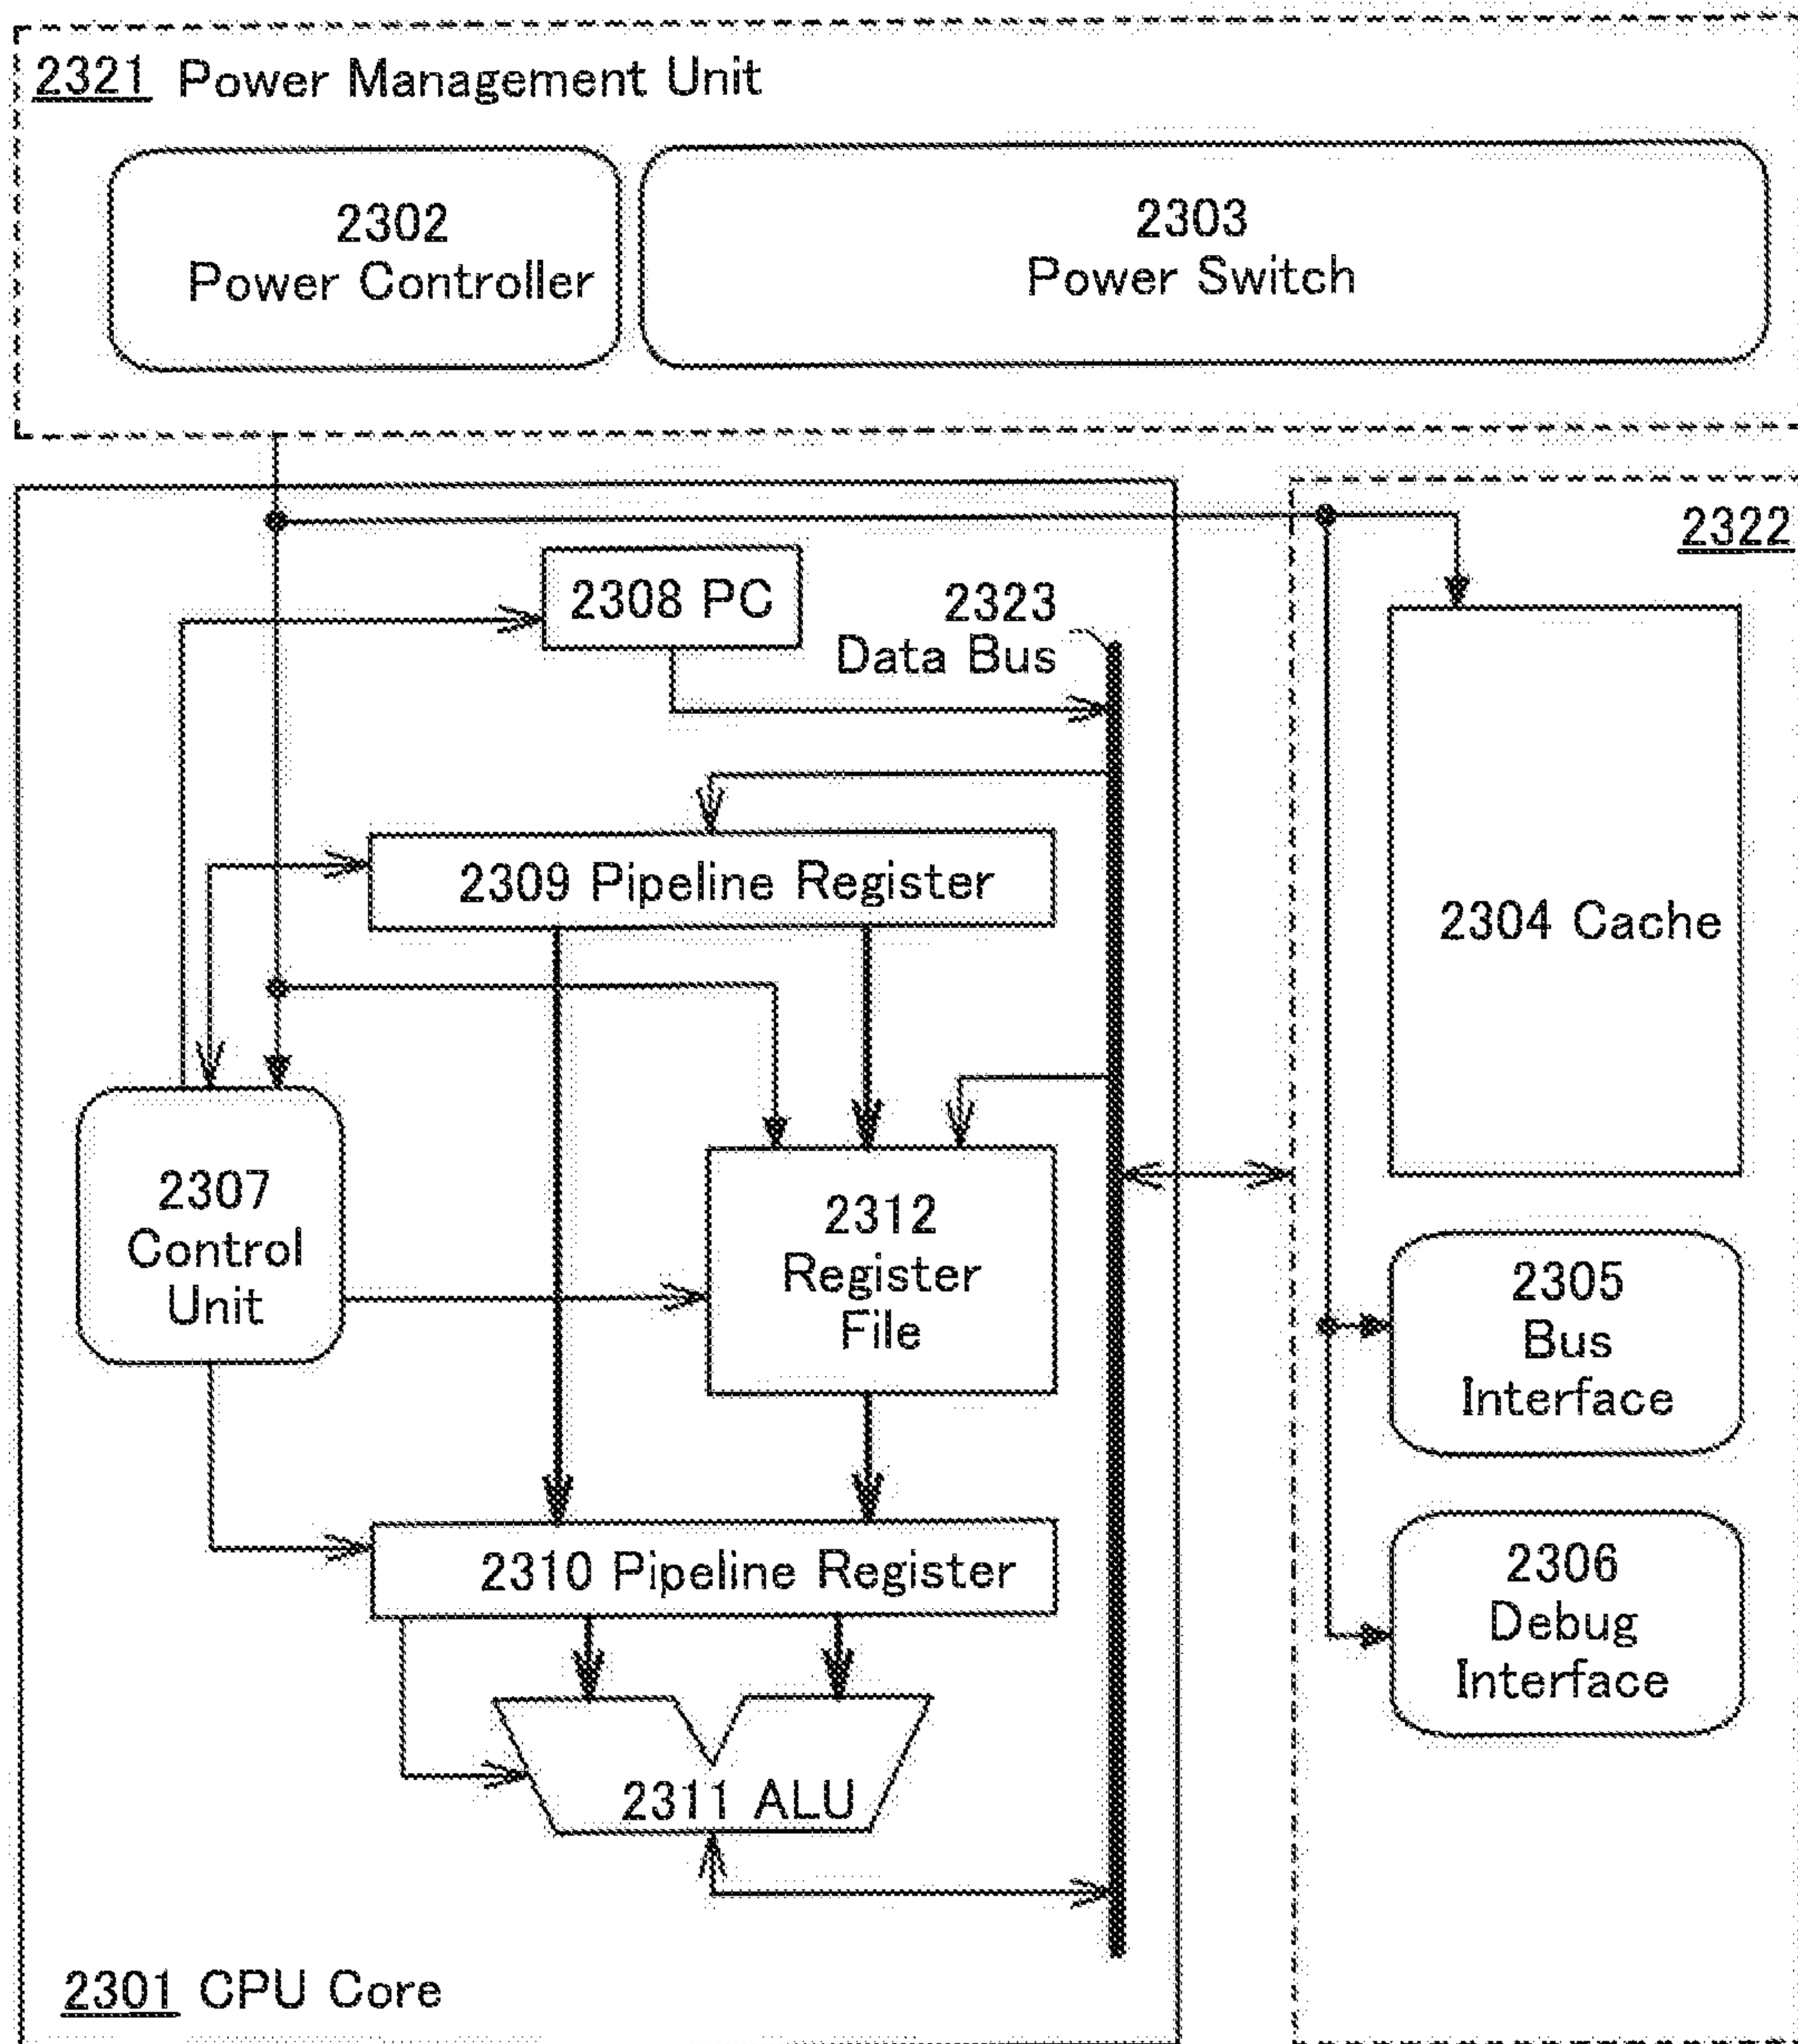 2321 Power Management Unit
2302
Power Controller
2303
Power Switch
2322
2308 PC
2323
Data Bus
2309 Pipeline Register
2304 Cache
2307
Control
Unit
2312
Register
File
2305
Bus
Interface
2310 Pipeline Register
2306
Debug
Interface
2311 ALU
2301 CPU Core